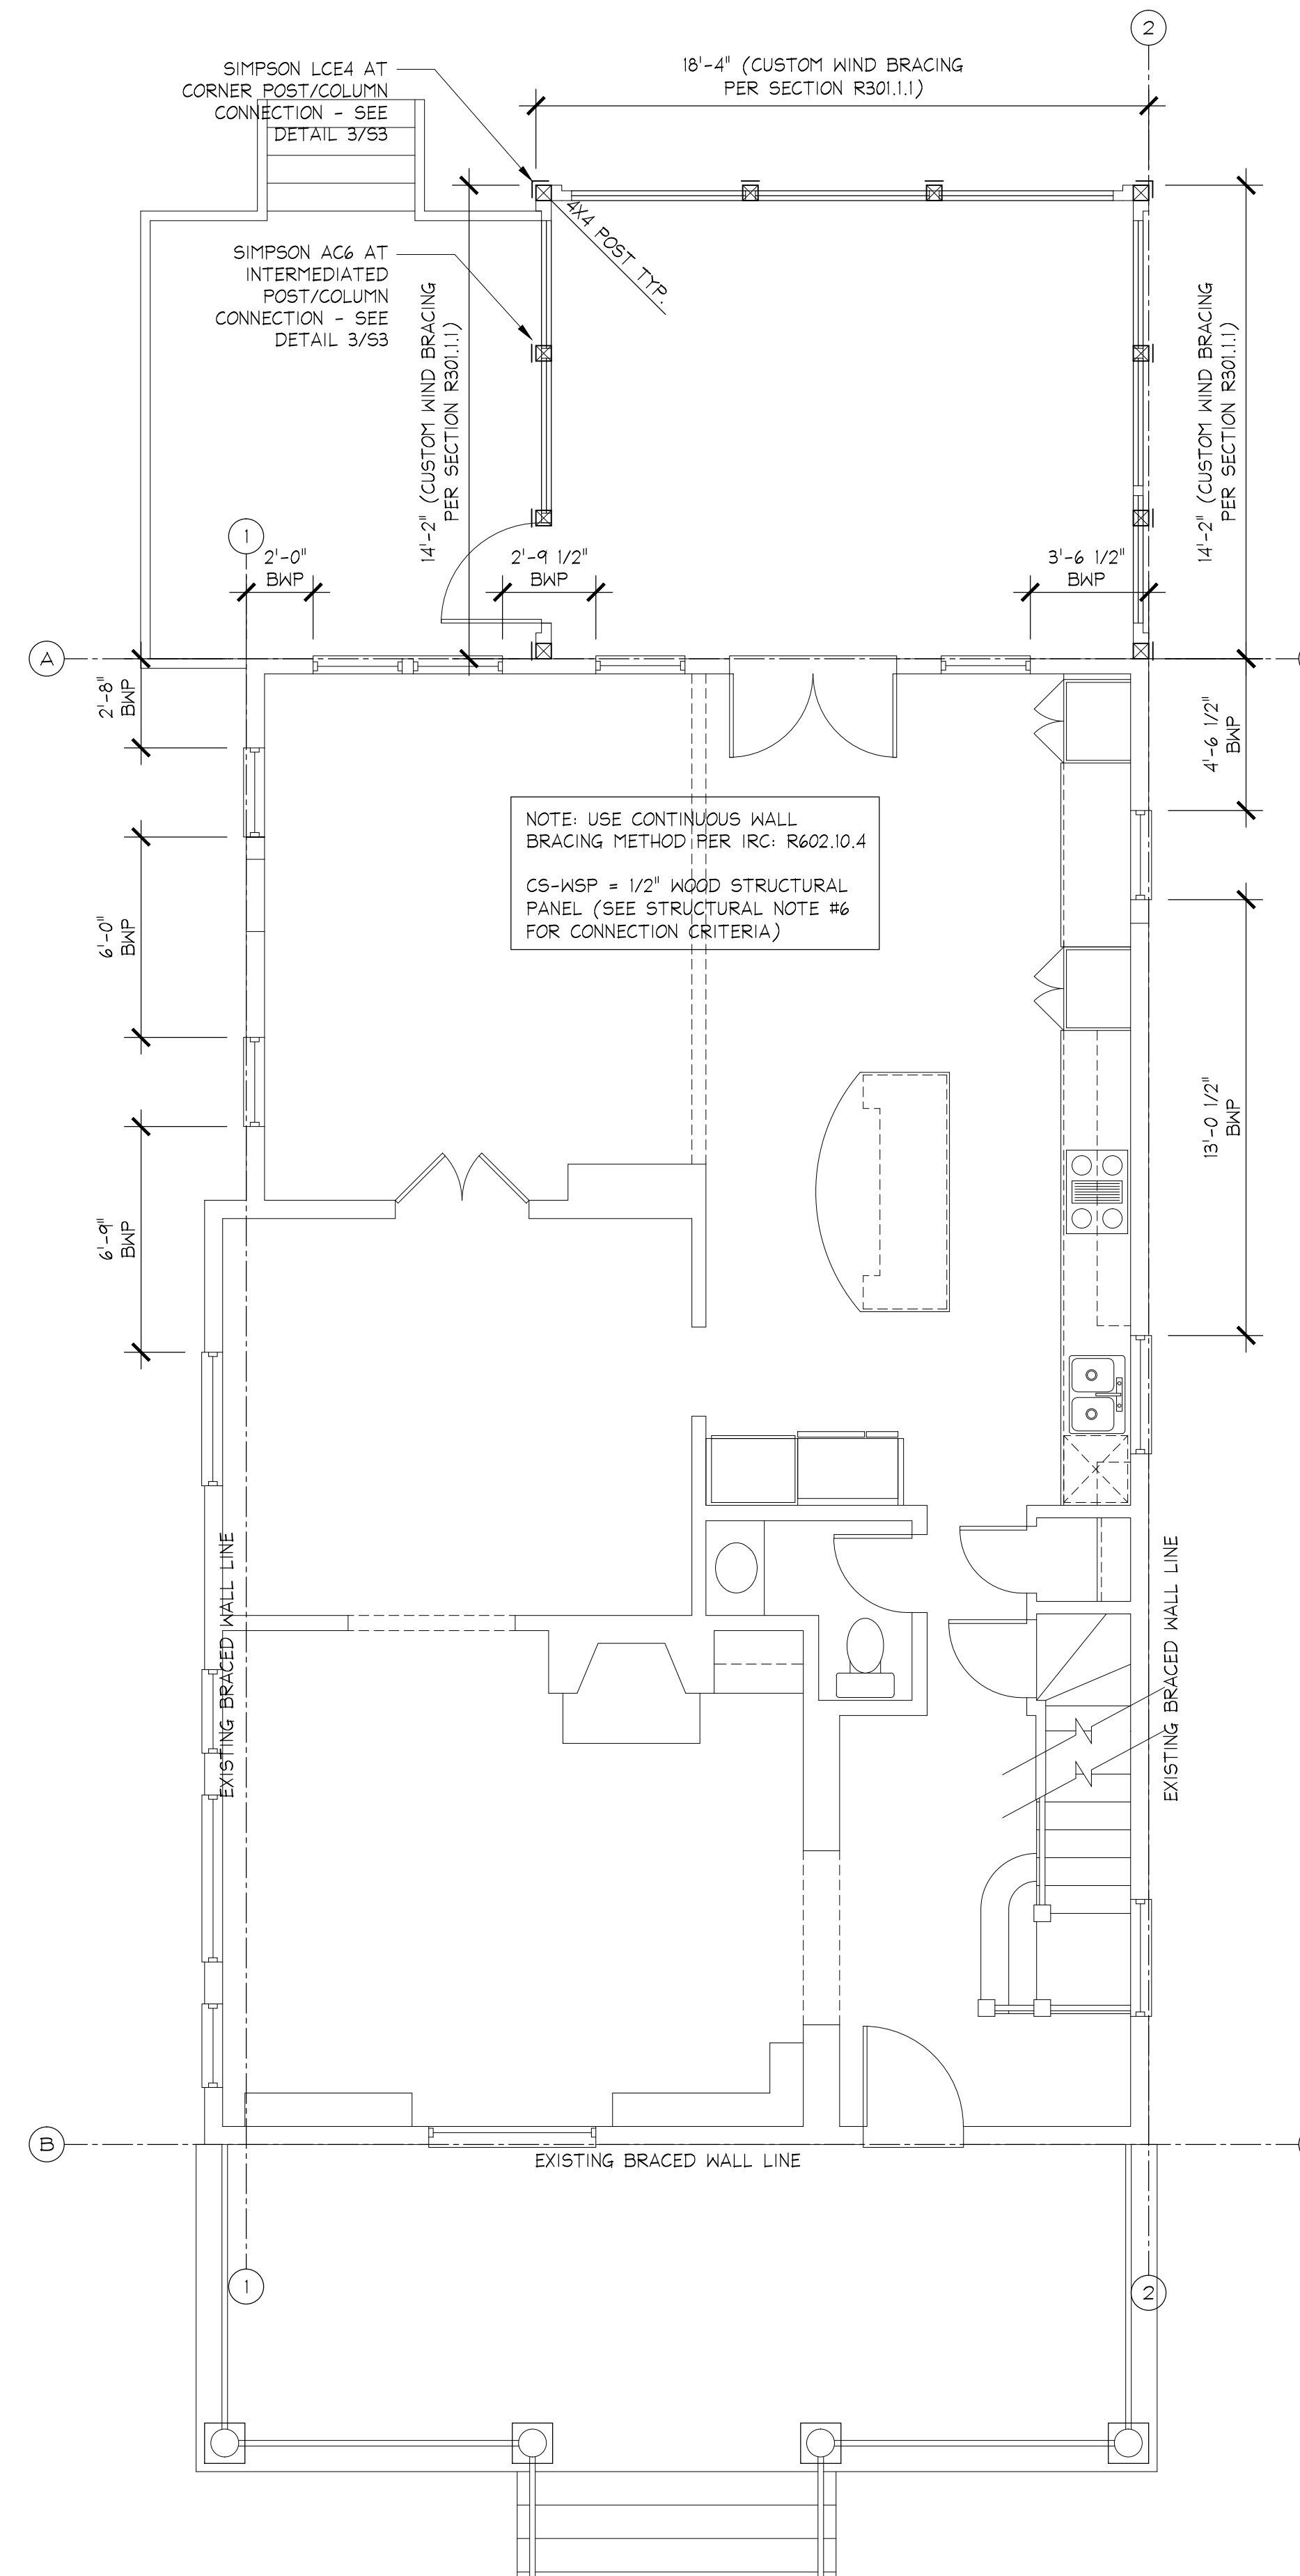 2
SIMPSON LCE4 AT
CORNER POST/COLUMN
CONNECTION - SEE
DETAIL 3/S3
18'-4" (CUSTOM WIND BRACING
PER SECTION R301.1.1)
4X4 POST TYP.
SIMPSON AC6 AT
INTERMEDIATED
POST/COLUMN
CONNECTION - SEE
DETAIL 3/S3
14'-2" (CUSTOM WIND BRACING
PER SECTION R301.1.1)
14'-2" (CUSTOM WIND BRACING
PER SECTION R301.1.1)
1
2'-0"
BWP
2'-9 1/2"
BWP
3'-6 1/2"
BWP
A
2'-8"
BWP
4'-6 1/2"
BWP
NOTE: USE CONTINUOUS WALL
BRACING METHOD PER IRC: R602.10.4
CS-WSP = 1/2" WOOD STRUCTURAL
PANEL (SEE STRUCTURAL NOTE #6
FOR CONNECTION CRITERIA)
6'-0"
BWP
13'-0 1/2"
BWP
6'-9"
BWP
EXISTING BRACED WALL LINE
EXISTING BRACED WALL LINE
B
EXISTING BRACED WALL LINE
1
2